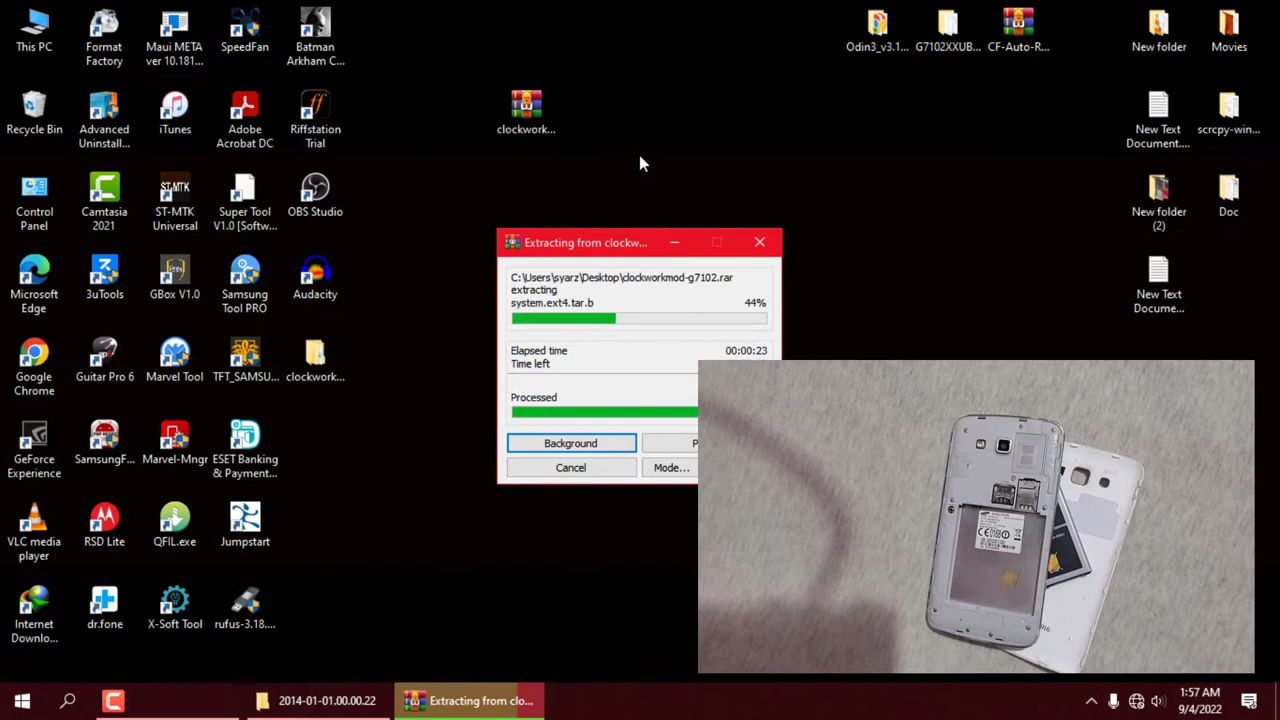 This PC
Format
Factory
Maui META
ver 10.181...
SpeedFan
Batman
Arkham C...
Odin3_v3.1...
G7102XXUB...
CF-Auto-R...
New folder
Movies
Recycle Bin
Advanced
Uninstall...
iTunes
Adobe
Acrobat DC
Riffstation
Trial
clockwork...
New Text
Document....
scrcpy-win...
Control
Panel
Camtasia
2021
ST-MTK
ST-MTK
Universal
Super Tool
V1.0 [Softw...
OBS Studio
New folder
(2)
Doc
Extracting from clockw...
C:\Users\syarz\Desktop\clockworkmod-g7102.rar
extracting
system.ext4.tar.b
44%
Elapsed time
00:00:23
Time left
Processed
Background
P
Cancel
Mode...
Microsoft
Edge
3uTools
GBox V1.0
Samsung
Tool PRO
Audacity
New Text
Docume...
Google
Chrome
Guitar Pro 6
Marvel Tool
TFT_SAMSU...
clockwork...
GeForce
Experience
SamsungF...
Marvel-Mngr
ESET Banking
& Payment...
VLC media
player
RSD Lite
QFIL.exe
Jumpstart
Internet
Downlo...
dr.fone
X-Soft Tool
rufus-3.18....
2014-01-01.00.00.22
Extracting from clo...
1:57 AM
9/4/2022